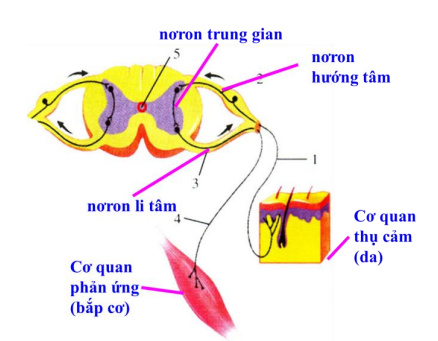 nơron trung gian
5
nơron
hướng tâm
2
1
3
nơron li tâm
4
Cơ quan
thụ cảm
(da)
Cơ quan
phản ứng
(bắp cơ)